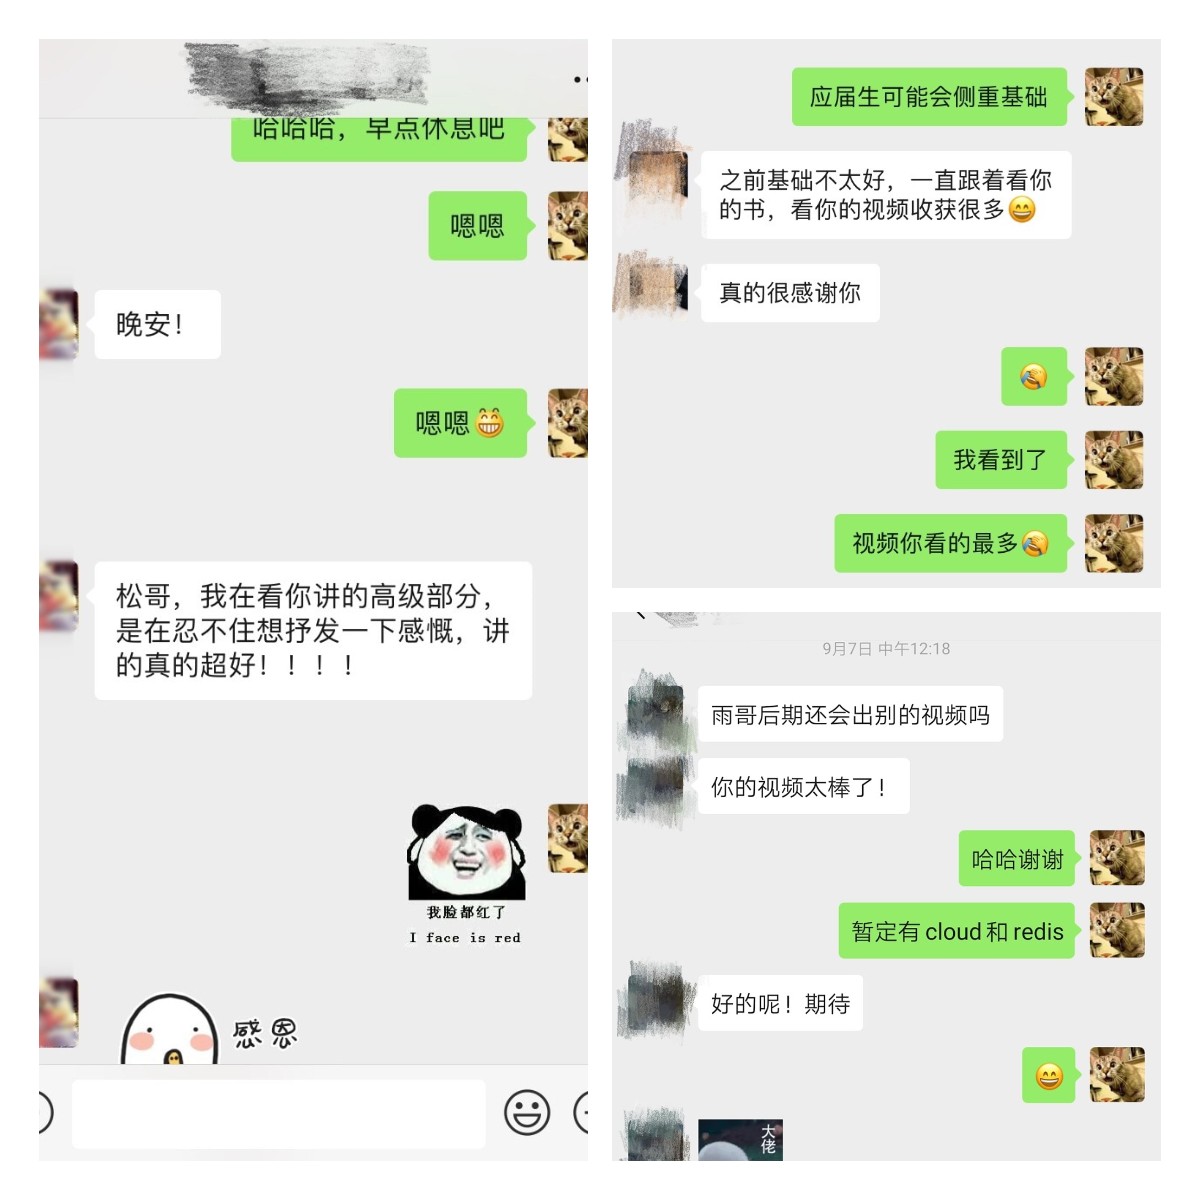 哈哈哈，早点休息吧
嗯嗯
晚安！
嗯嗯😁
松哥，我在看你讲的高级部分，
是在忍不住想抒发一下感慨，讲
的真的超好！！！！
我脸都红了
I face is red
感恩
应届生可能会侧重基础
之前基础不太好，一直跟着看你
的书，看你的视频收获很多😄
真的很感谢你
我看到了
视频你看的最多
9月7日 中午12:18
雨哥后期还会出别的视频吗
你的视频太棒了！
哈哈谢谢
暂定有 cloud 和 redis
好的呢！期待
😄
大佬